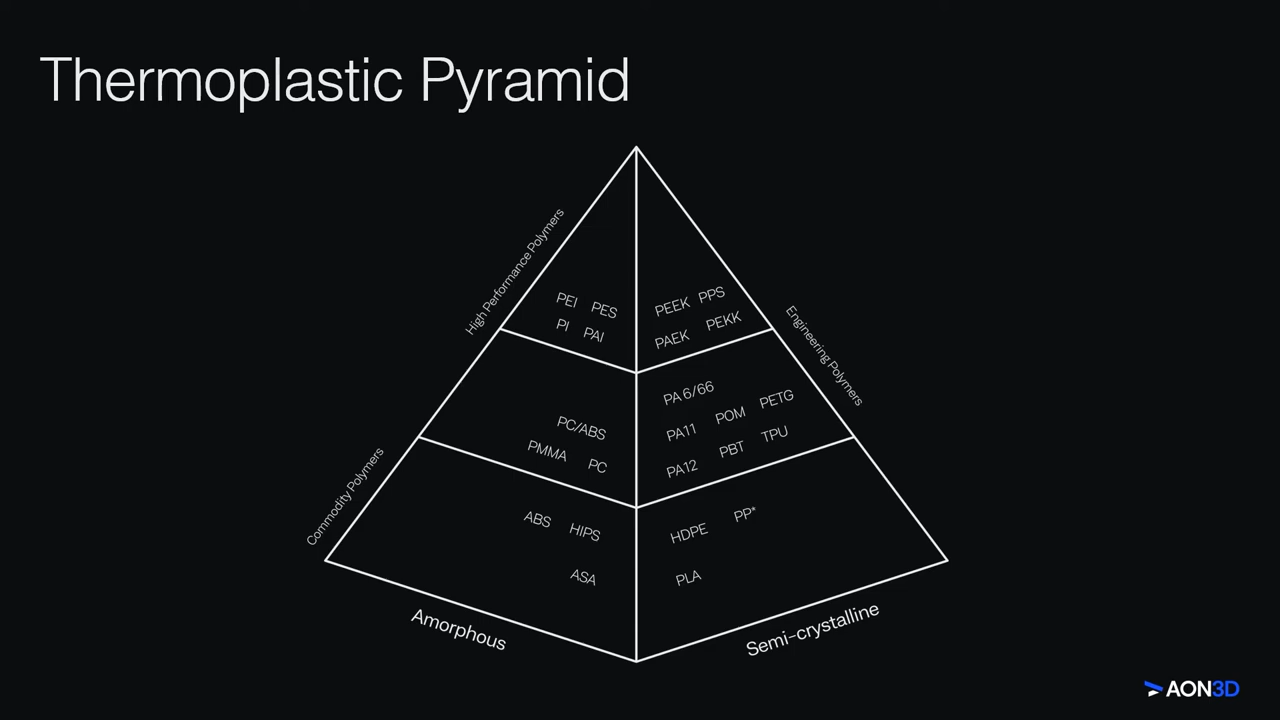 Thermoplastic Pyramid
High Performance Polymers
Engineering Polymers
Commodity Polymers
PEI PES
PI PAI
PEEK PPS
PAEK PEKK
PC/ABS
PMMA PC
PA 6/66
PA11 POM PETG
PA12 PBT TPU
ABS HIPS
ASA
HDPE PP*
PLA
Amorphous
Semi-crystalline
AON3D